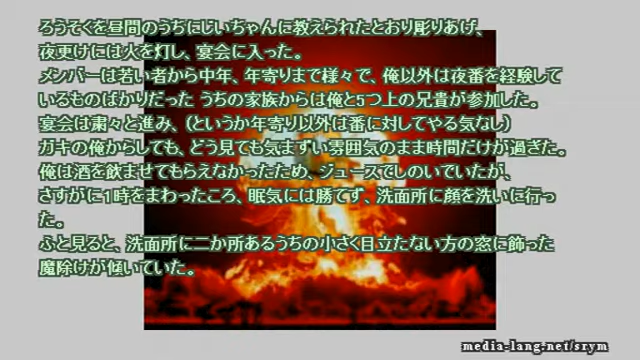 ろうそくを昼間のうちにじいちゃんに教えられたとおり彫りあげ、
夜更けには火を灯し、宴会に入った。
メンバーは若い者から中年、年寄りまで様々で、俺以外は夜番を経験して
いるものばかりだった うちの家族からは俺と5つ上の兄貴が参加した。
宴会は粛々と進み、（というか年寄り以外は番に対してやる気なし）
ガキの俺からしても、どう見ても気まずい雰囲気のまま時間だけが過ぎた。
俺は酒を飲ませてもらえなかったため、ジュースでしのいでいたが、
さすがに1時をまわったころ、眠気には勝てず、洗面所に顔を洗いに行っ
た。
ふと見ると、洗面所に二か所あるうちの小さく目立たない方の窓に飾った
魔除けが傾いていた。
media-lang-net/srym